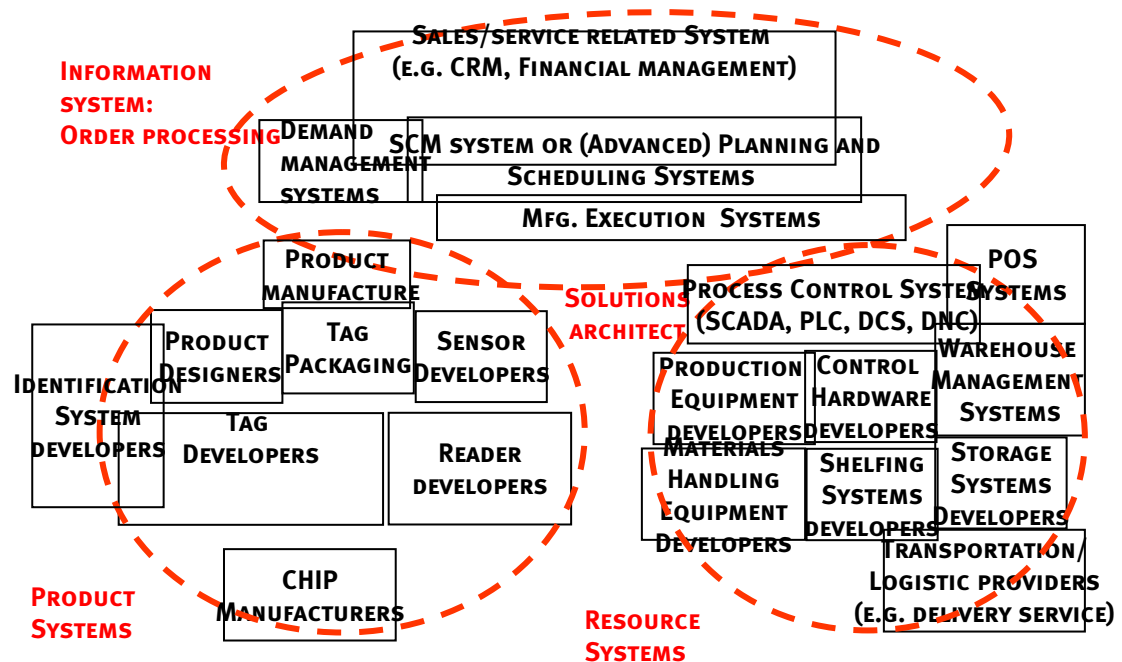 Sales/service related System
(e.g. CRM, Financial management)
Information
system:
Order processing
Demand
management
systems
SCM system or (Advanced) Planning and
Scheduling Systems
Mfg. Execution Systems
Product
manufacture
Solutions
architect
Process Control System
(SCADA, PLC, DCS, DNC)
POS
Systems
Product
Designers
Tag
Packaging
Sensor
Developers
Identification
System
developers
Tag
Developers
Reader
developers
CHIP
Manufacturers
Product
Systems
Production
Equipment
developers
Control
Hardware
developers
Warehouse
Management
Systems
Materials
Handling
Equipment
Developers
Shelfing
Systems
developers
Storage
Systems
Developers
Transportation/
Logistic providers
(e.g. delivery service)
Resource
Systems